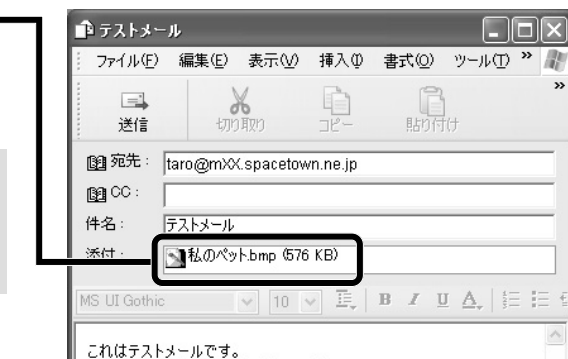 テストメール
ファイル(F) 編集(E) 表示(V) 挿入(I) 書式(O) ツール(T) »
送信 切り取り コピー 貼り付け »
宛先: taro@mXX.spacetown.ne.jp
CC:
件名: テストメール
添付: 私のペット.bmp (576 KB)
MS UI Gothic 10 B I U A
これはテストメールです。